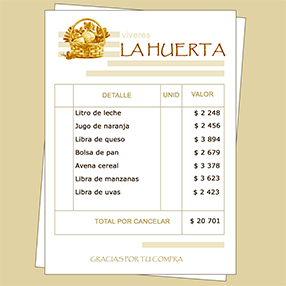 víveres
LA HUERTA
DETALLE UNID VALOR
Litro de leche $ 2 248
Jugo de naranja $ 2 456
Libra de queso $ 3 894
Bolsa de pan $ 2 679
Avena cereal $ 3 378
Libra de manzanas $ 3 623
Libra de uvas $ 2 423
TOTAL POR CANCELAR $ 20 701
GRACIAS POR TU COMPRA